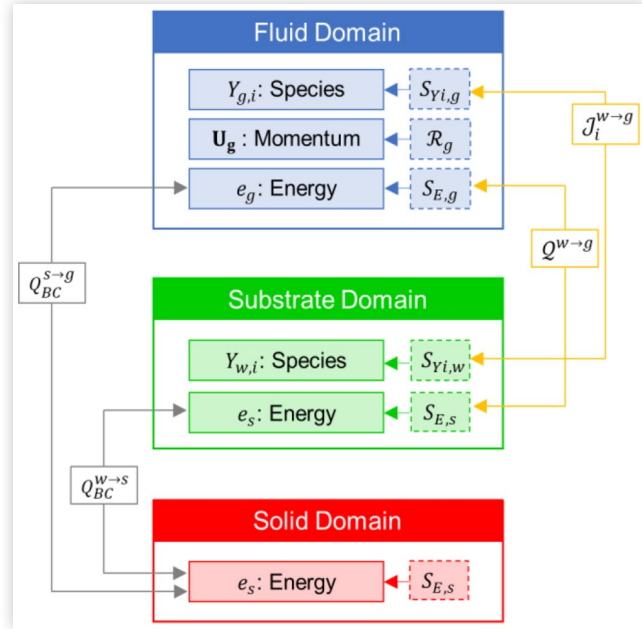 Fluid Domain
Y_{g,i}: Species
S_{Yi,g}
𝒥_i^{w→g}
U_g : Momentum
ℛ_g
e_g: Energy
S_{E,g}
Q_{BC}^{s→g}
𝒬^{w→g}
Substrate Domain
Y_{w,i}: Species
S_{Yi,w}
e_s: Energy
S_{E,s}
Q_{BC}^{w→s}
Solid Domain
e_s: Energy
S_{E,s}